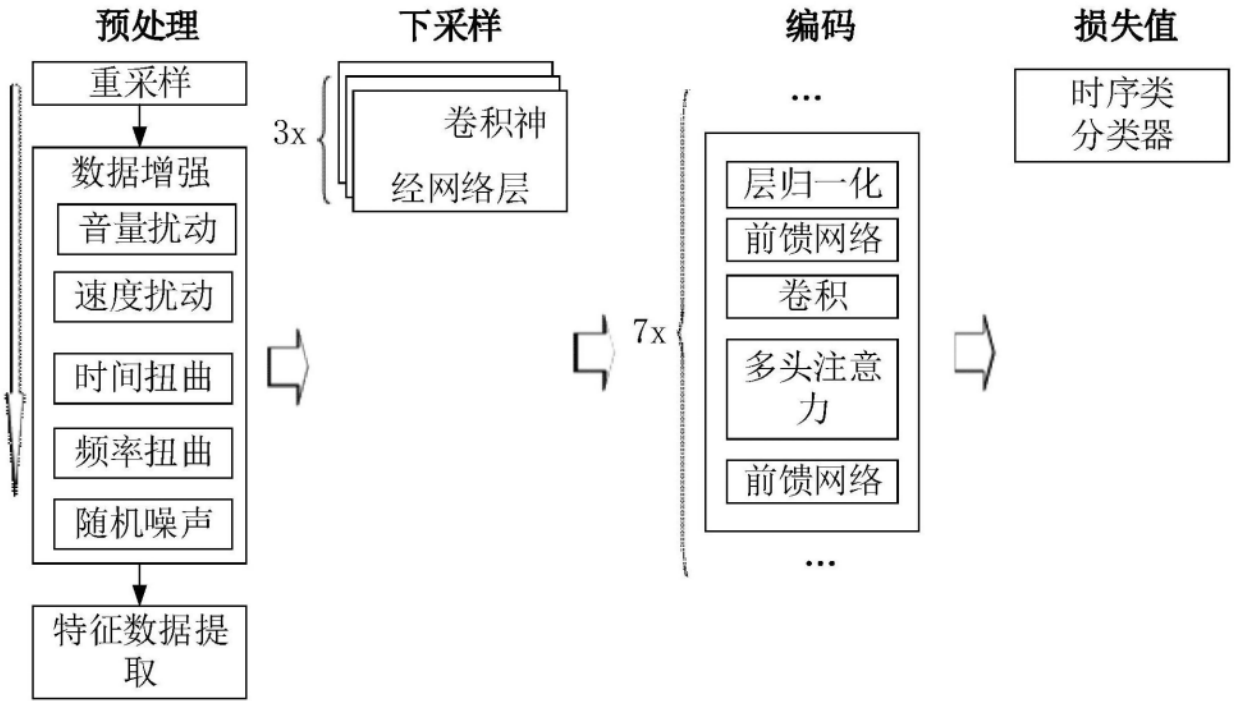 预处理
重采样
数据增强
音量扰动
速度扰动
时间扭曲
频率扭曲
随机噪声
特征数据提
取
下采样
3x
卷积神
经网络层
编码
7x
...
层归一化
前馈网络
卷积
多头注意
力
前馈网络
...
损失值
时序类
分类器